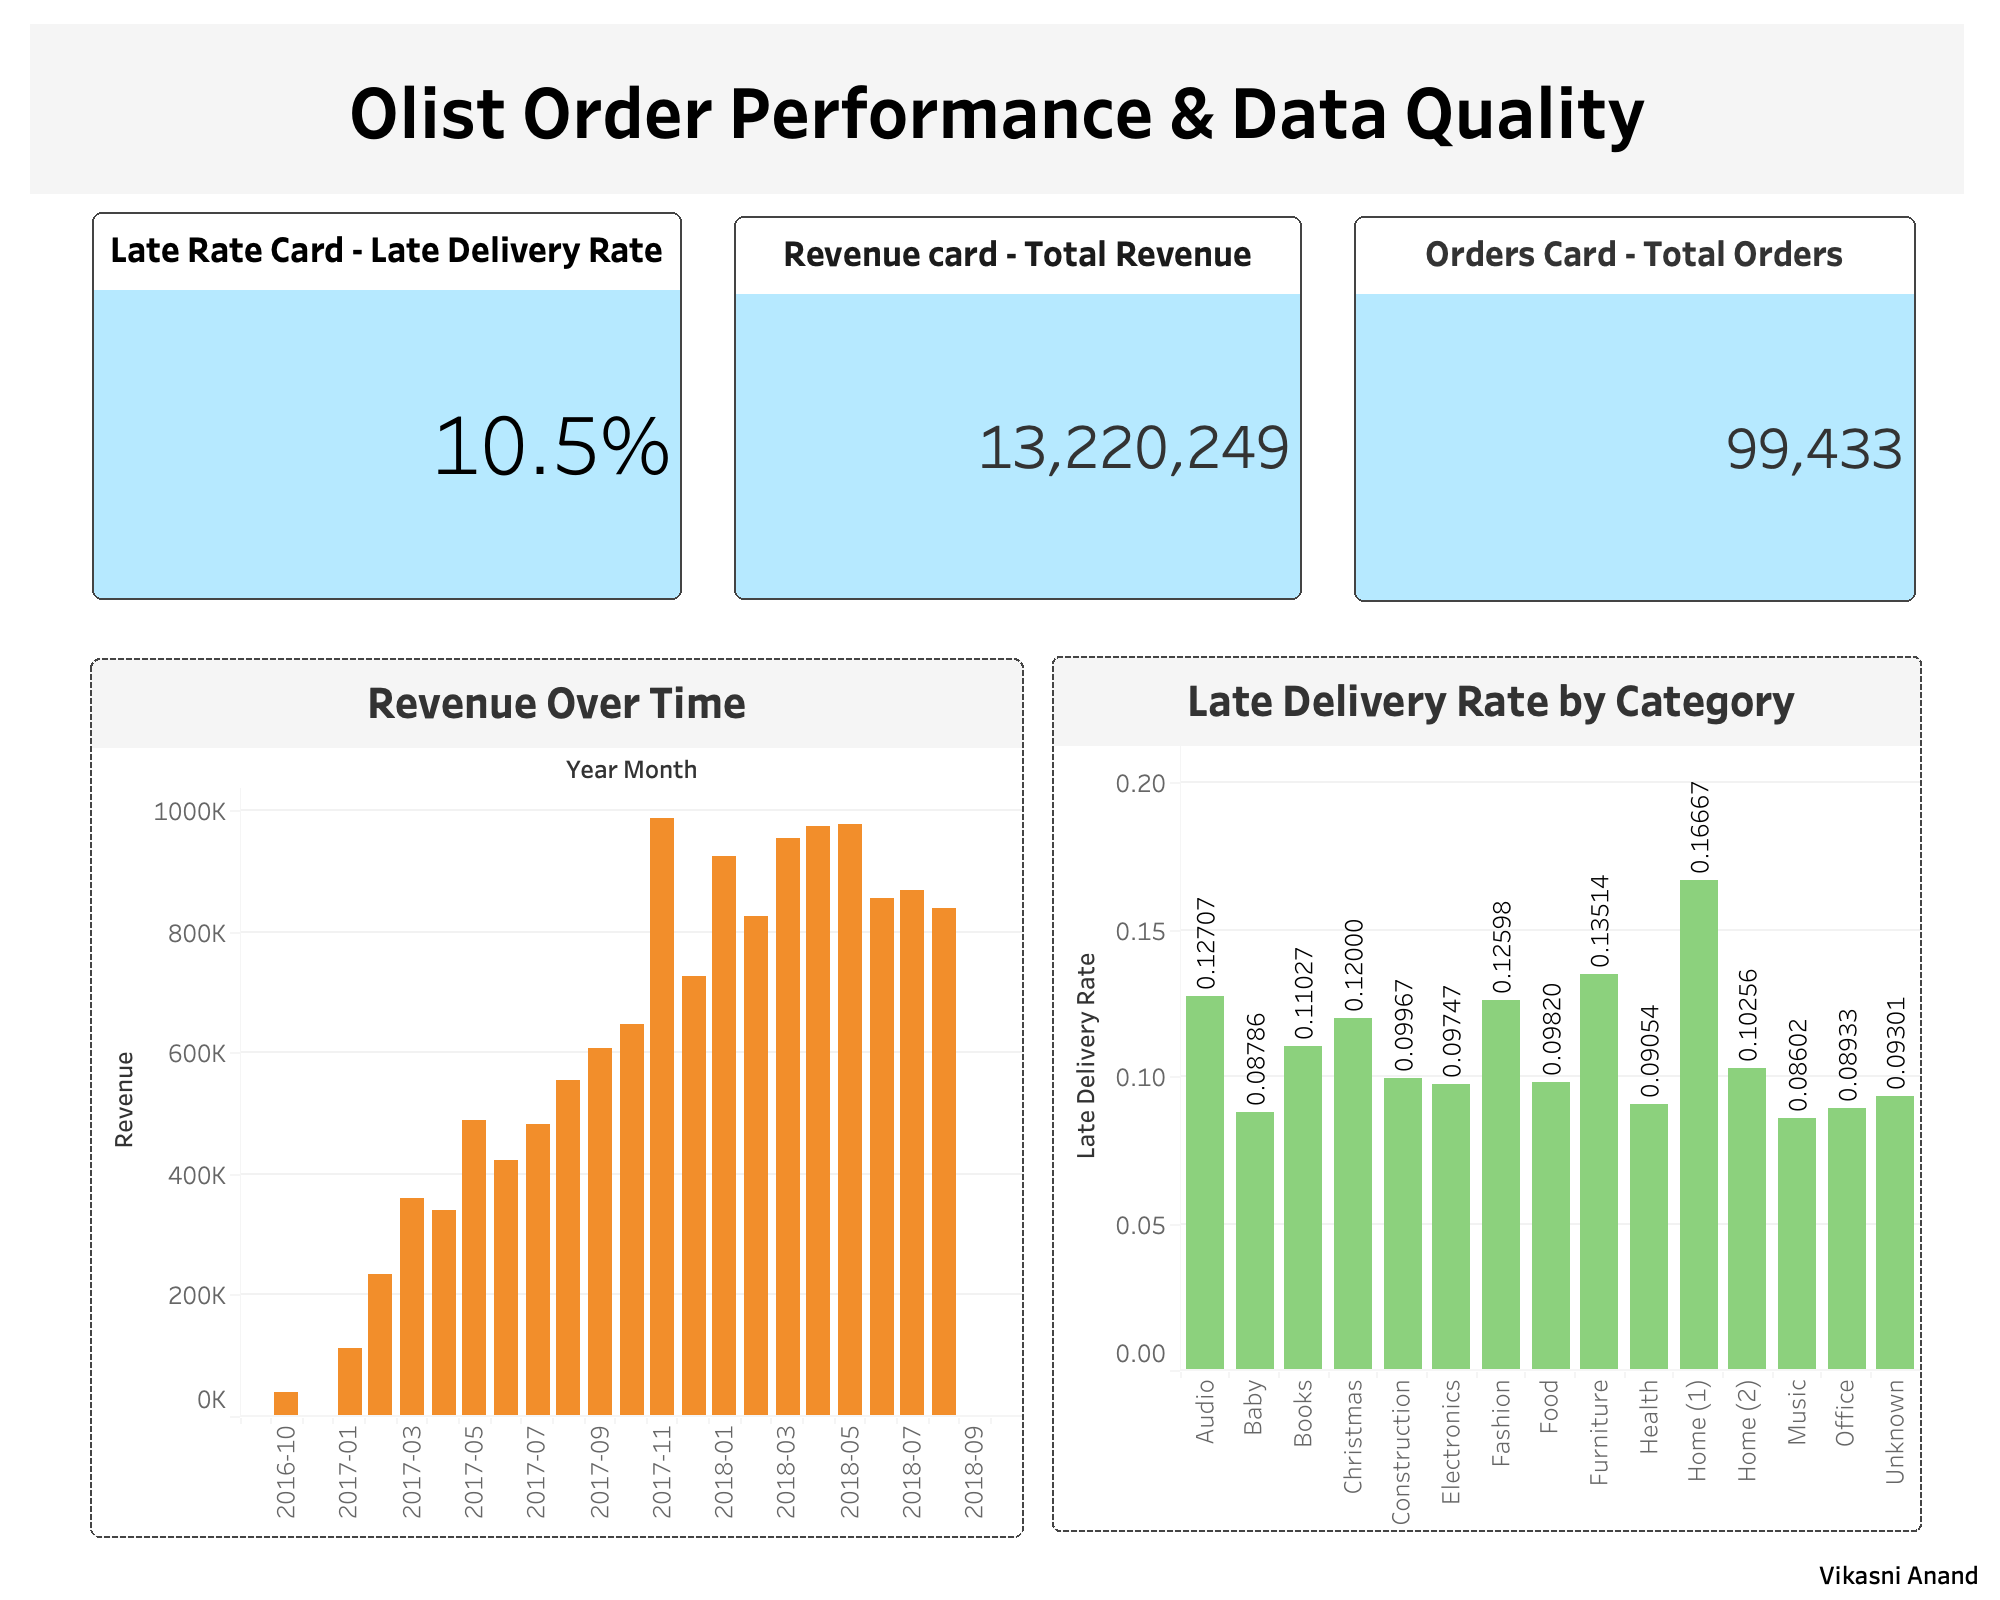 Olist Order Performance & Data Quality
Late Rate Card - Late Delivery Rate
10.5%
Revenue card - Total Revenue
13,220,249
Orders Card - Total Orders
99,433
Revenue Over Time
Year Month
Revenue
1000K
800K
600K
400K
200K
0K
2016-10
2017-01
2017-03
2017-05
2017-07
2017-09
2017-11
2018-01
2018-03
2018-05
2018-07
2018-09
Late Delivery Rate by Category
Late Delivery Rate
0.20
0.15
0.10
0.05
0.00
0.12707
0.08786
0.11027
0.12000
0.09967
0.09747
0.12598
0.09820
0.13514
0.09054
0.16667
0.10256
0.08602
0.08933
0.09301
Audio
Baby
Books
Christmas
Construction
Electronics
Fashion
Food
Furniture
Health
Home (1)
Home (2)
Music
Office
Unknown
Vikasni Anand